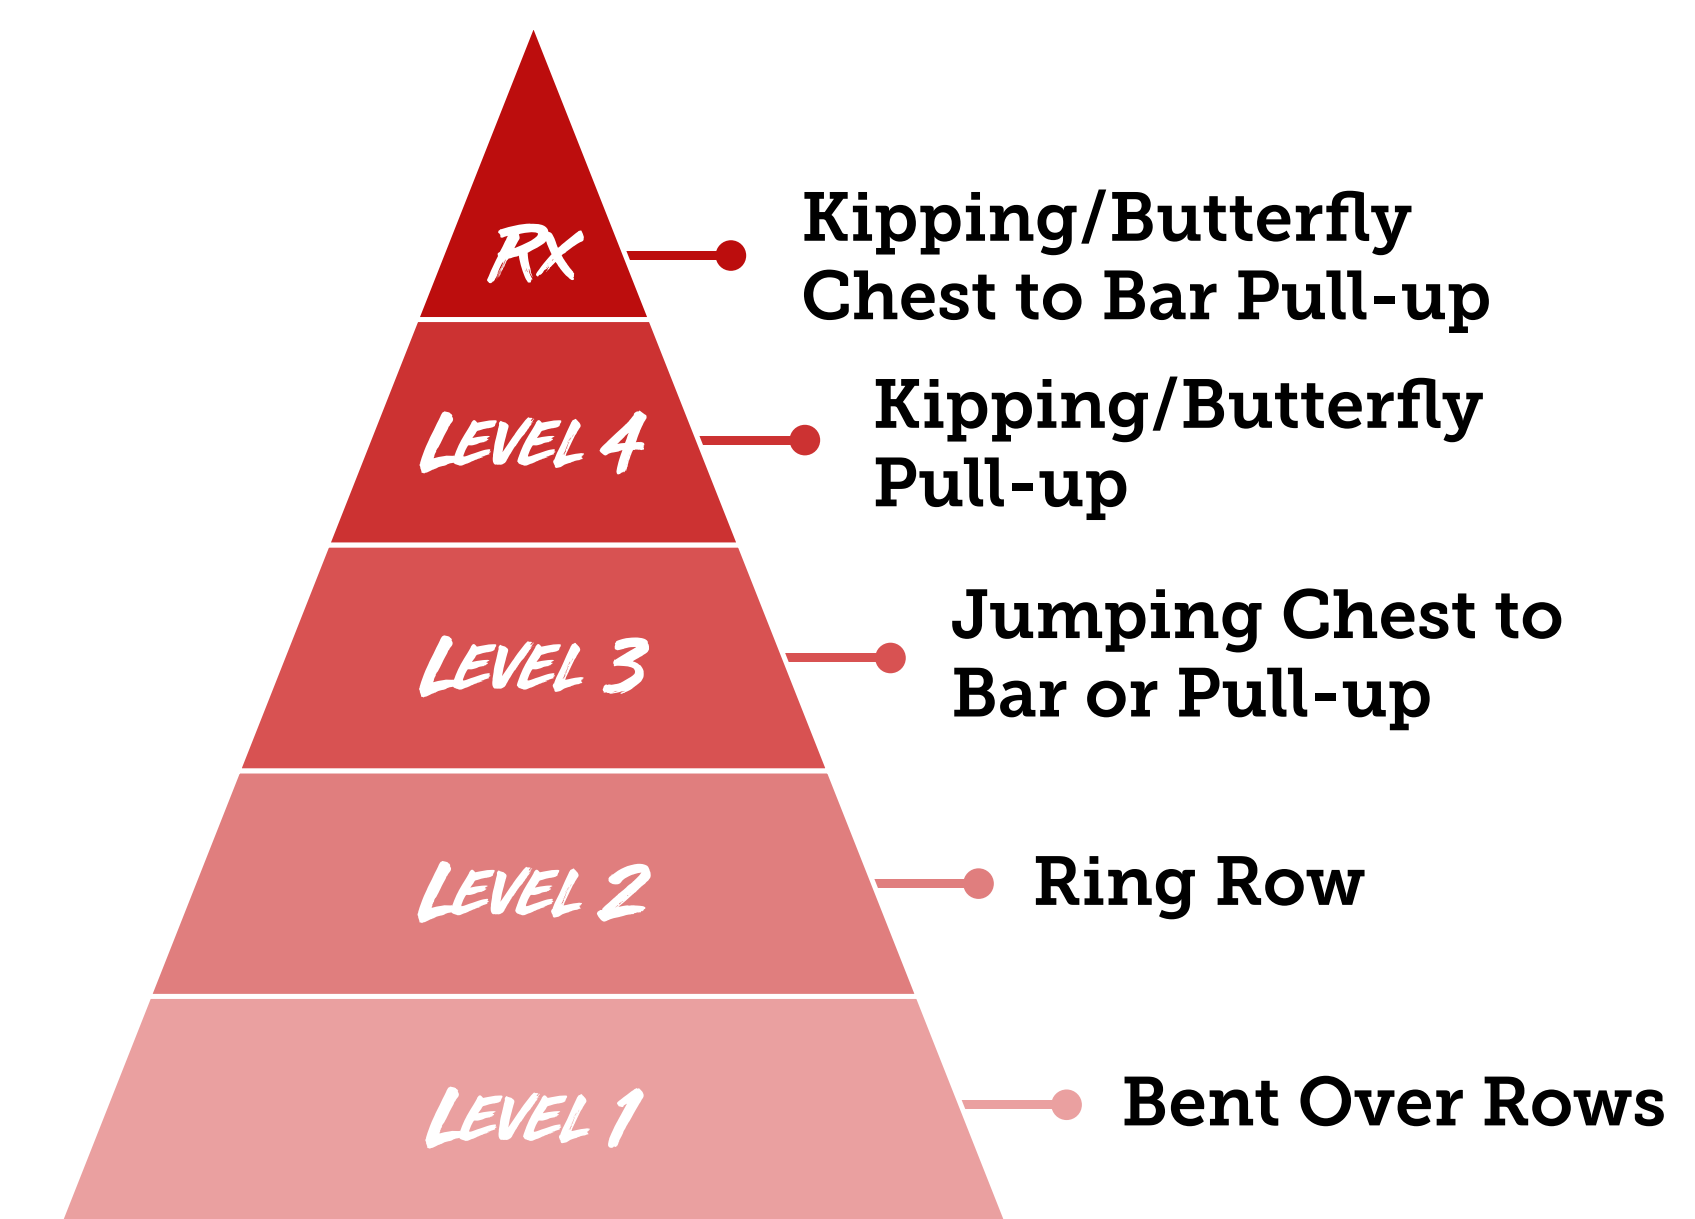 Rx
Kipping/Butterfly
Chest to Bar Pull-up
Level 4
Kipping/Butterfly
Pull-up
Level 3
Jumping Chest to
Bar or Pull-up
Level 2
Ring Row
Level 1
Bent Over Rows